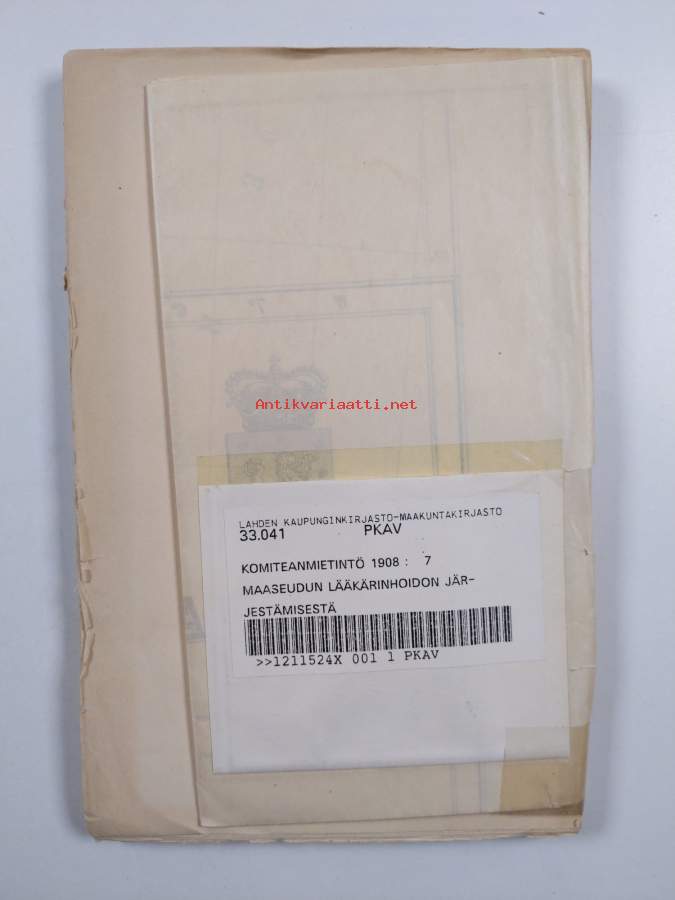 Antikvariaatti.net
LAHDEN KAUPUNGINKIRJASTO-MAAKUNTAKIRJASTO
33.041 PKAV
KOMITEANMIETINTÖ 1908 : 7
MAASEUDUN LÄÄKÄRINHOIDON JÄR-
JESTÄMISESTÄ
>>1211524X 001 1 PKAV